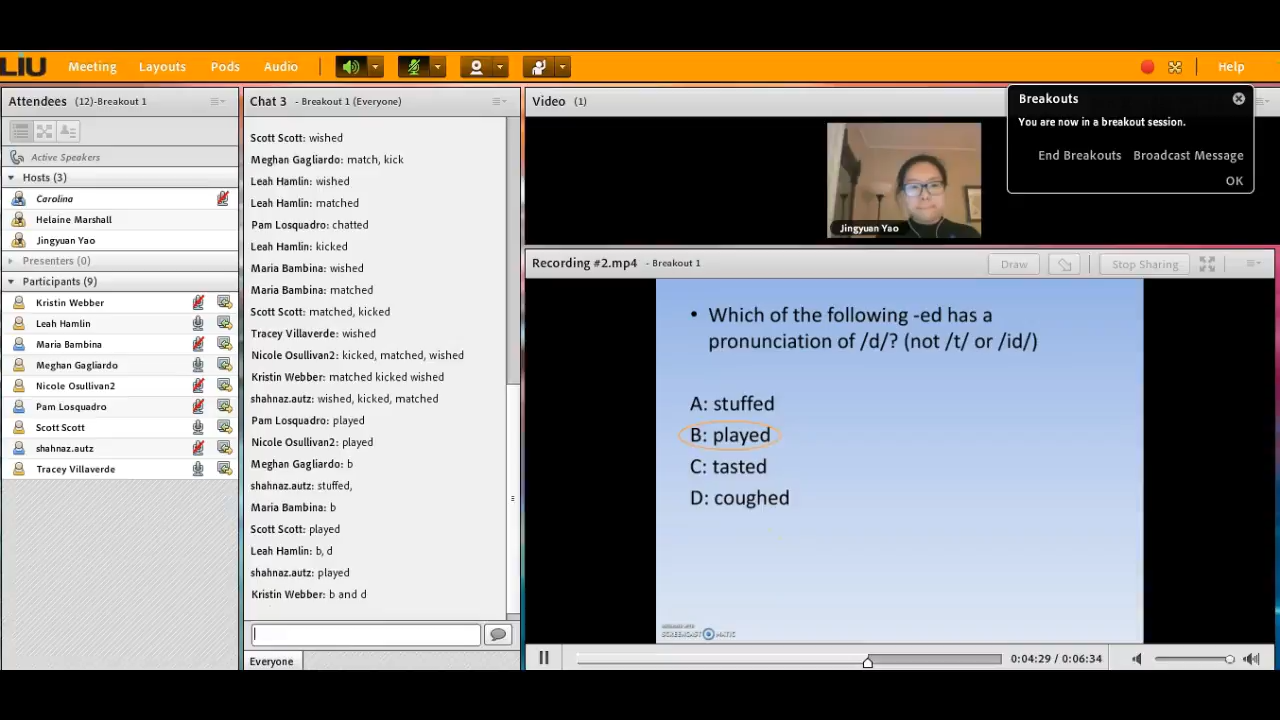 LIU Meeting Layouts Pods Audio Help
Attendees (12)-Breakout 1
Active Speakers
Hosts (3)
Carolina
Helaine Marshall
Jingyuan Yao
Presenters (0)
Participants (9)
Kristin Webber
Leah Hamlin
Maria Bambina
Meghan Gagliardo
Nicole Osullivan2
Pam Losquadro
Scott Scott
shahnaz.autz
Tracey Villaverde
Chat 3 - Breakout 1 (Everyone)
Scott Scott: wished
Meghan Gagliardo: match, kick
Leah Hamlin: wished
Leah Hamlin: matched
Pam Losquadro: chatted
Leah Hamlin: kicked
Maria Bambina: wished
Maria Bambina: matched
Scott Scott: matched, kicked
Tracey Villaverde: wished
Nicole Osullivan2: kicked, matched, wished
Kristin Webber: matched kicked wished
shahnaz.autz: wished, kicked, matched
Pam Losquadro: played
Nicole Osullivan2: played
Meghan Gagliardo: b
shahnaz.autz: stuffed,
Maria Bambina: b
Scott Scott: played
Leah Hamlin: b, d
shahnaz.autz: played
Kristin Webber: b and d
Everyone
Video (1)
Jingyuan Yao
Breakouts
You are now in a breakout session.
End Breakouts Broadcast Message
OK
Recording #2.mp4 - Breakout 1 Draw Stop Sharing
• Which of the following -ed has a
pronunciation of /d/? (not /t/ or /id/)
A: stuffed
B: played
C: tasted
D: coughed
SCREENCAST MATIC
0:04:29 / 0:06:34